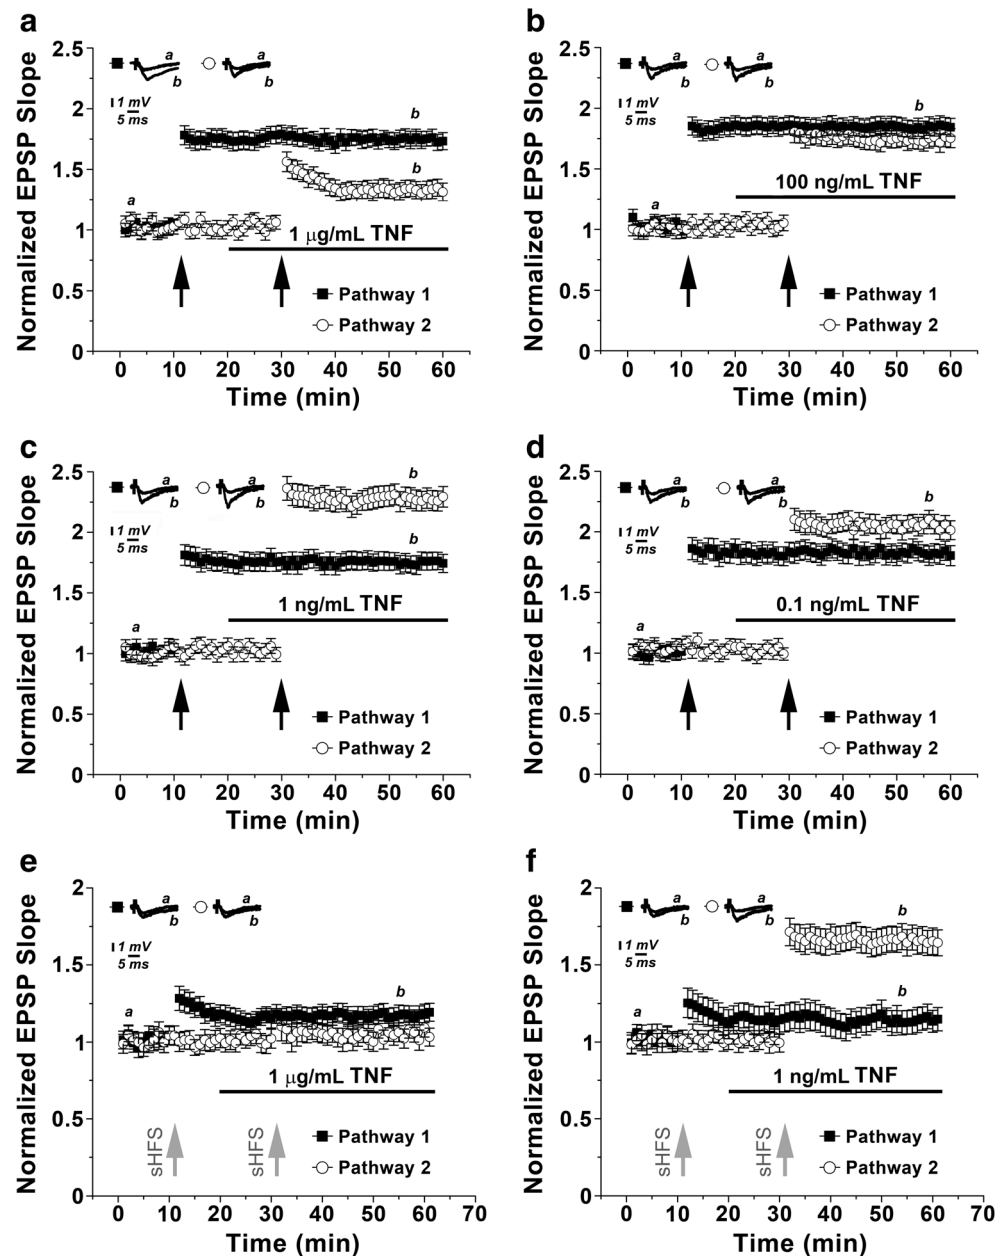 a
Normalized EPSP Slope
2.5
2
1.5
1
0.5
0
a
b
a
b
1 mV
5 ms
b
b
a
1 μg/mL TNF
Pathway 1
Pathway 2
0 10 20 30 40 50 60
Time (min)
b
Normalized EPSP Slope
2.5
2
1.5
1
0.5
0
a
b
a
b
1 mV
5 ms
b
100 ng/mL TNF
a
Pathway 1
Pathway 2
0 10 20 30 40 50 60
Time (min)
c
Normalized EPSP Slope
2.5
2
1.5
1
0.5
0
a
b
a
b
1 mV
5 ms
b
b
1 ng/mL TNF
a
Pathway 1
Pathway 2
0 10 20 30 40 50 60
Time (min)
d
Normalized EPSP Slope
2.5
2
1.5
1
0.5
0
a
b
a
b
1 mV
5 ms
b
0.1 ng/mL TNF
a
Pathway 1
Pathway 2
0 10 20 30 40 50 60
Time (min)
e
Normalized EPSP Slope
2
1.5
1
0.5
0
a
b
a
b
1 mV
5 ms
b
a
1 μg/mL TNF
sHFS
sHFS
Pathway 1
Pathway 2
0 10 20 30 40 50 60 70
Time (min)
f
Normalized EPSP Slope
2
1.5
1
0.5
0
a
b
a
b
1 mV
5 ms
b
b
a
1 ng/mL TNF
sHFS
sHFS
Pathway 1
Pathway 2
0 10 20 30 40 50 60 70
Time (min)